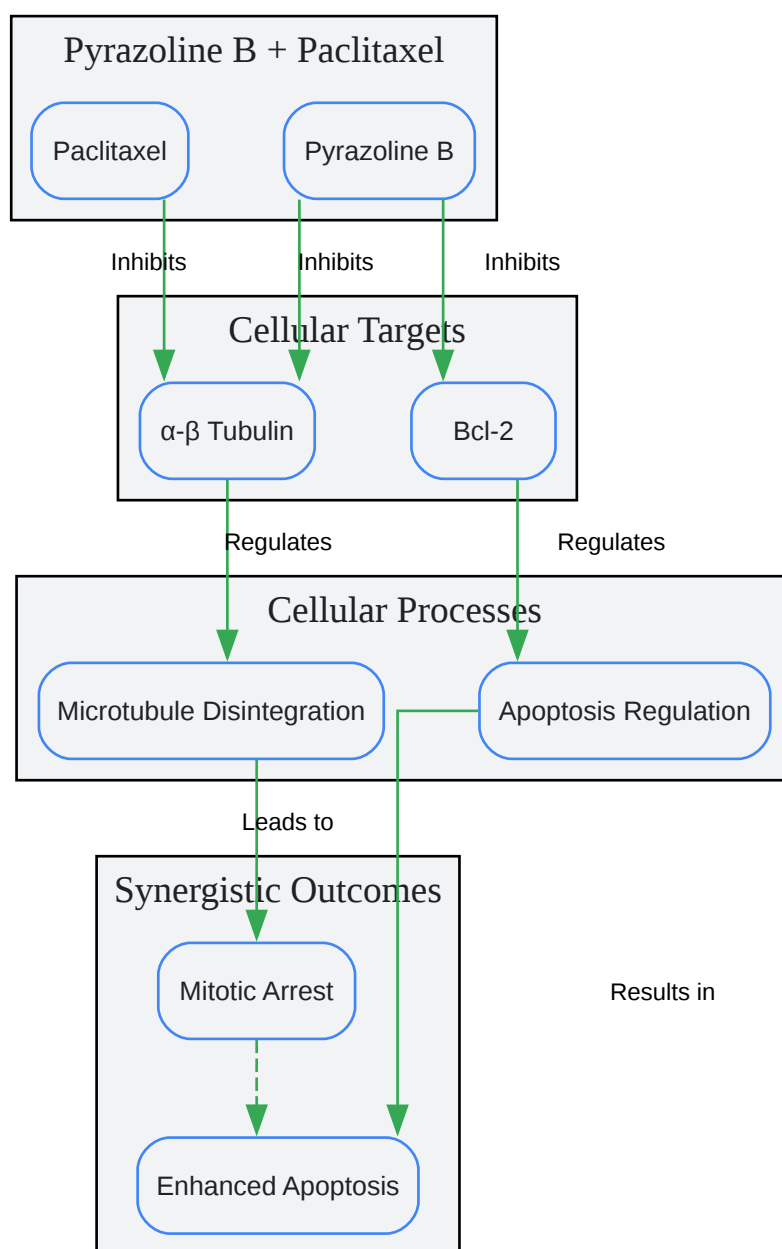 Pyrazoline B + Paclitaxel
Paclitaxel
Pyrazoline B
Inhibits
Inhibits
Inhibits
Cellular Targets
α-β Tubulin
Bcl-2
Regulates
Regulates
Cellular Processes
Microtubule Disintegration
Apoptosis Regulation
Leads to
Synergistic Outcomes
Mitotic Arrest
Results in
Enhanced Apoptosis